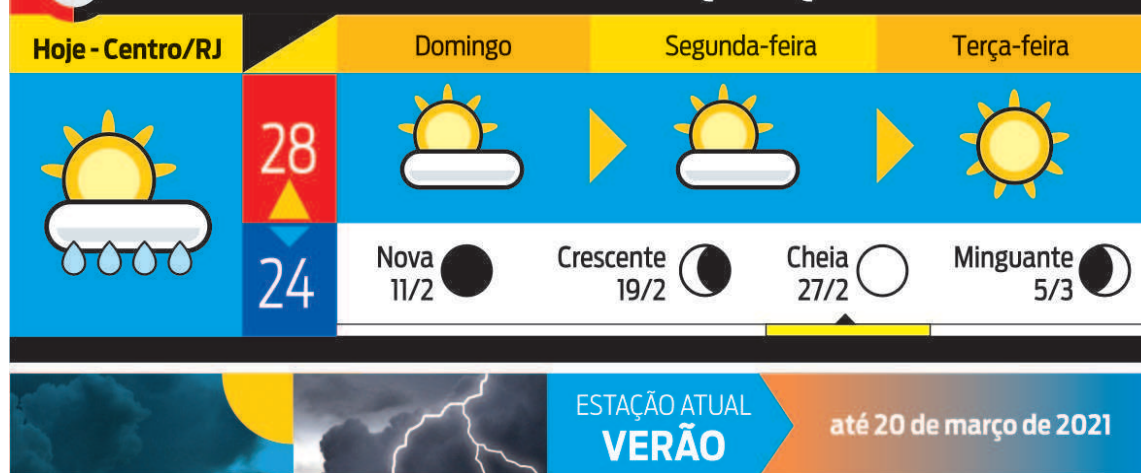 Hoje - Centro/RJ
Domingo
Segunda-feira
Terça-feira
28
24
Nova
11/2
Crescente
19/2
Cheia
27/2
Minguante
5/3
ESTAÇÃO ATUAL
VERÃO
até 20 de março de 2021